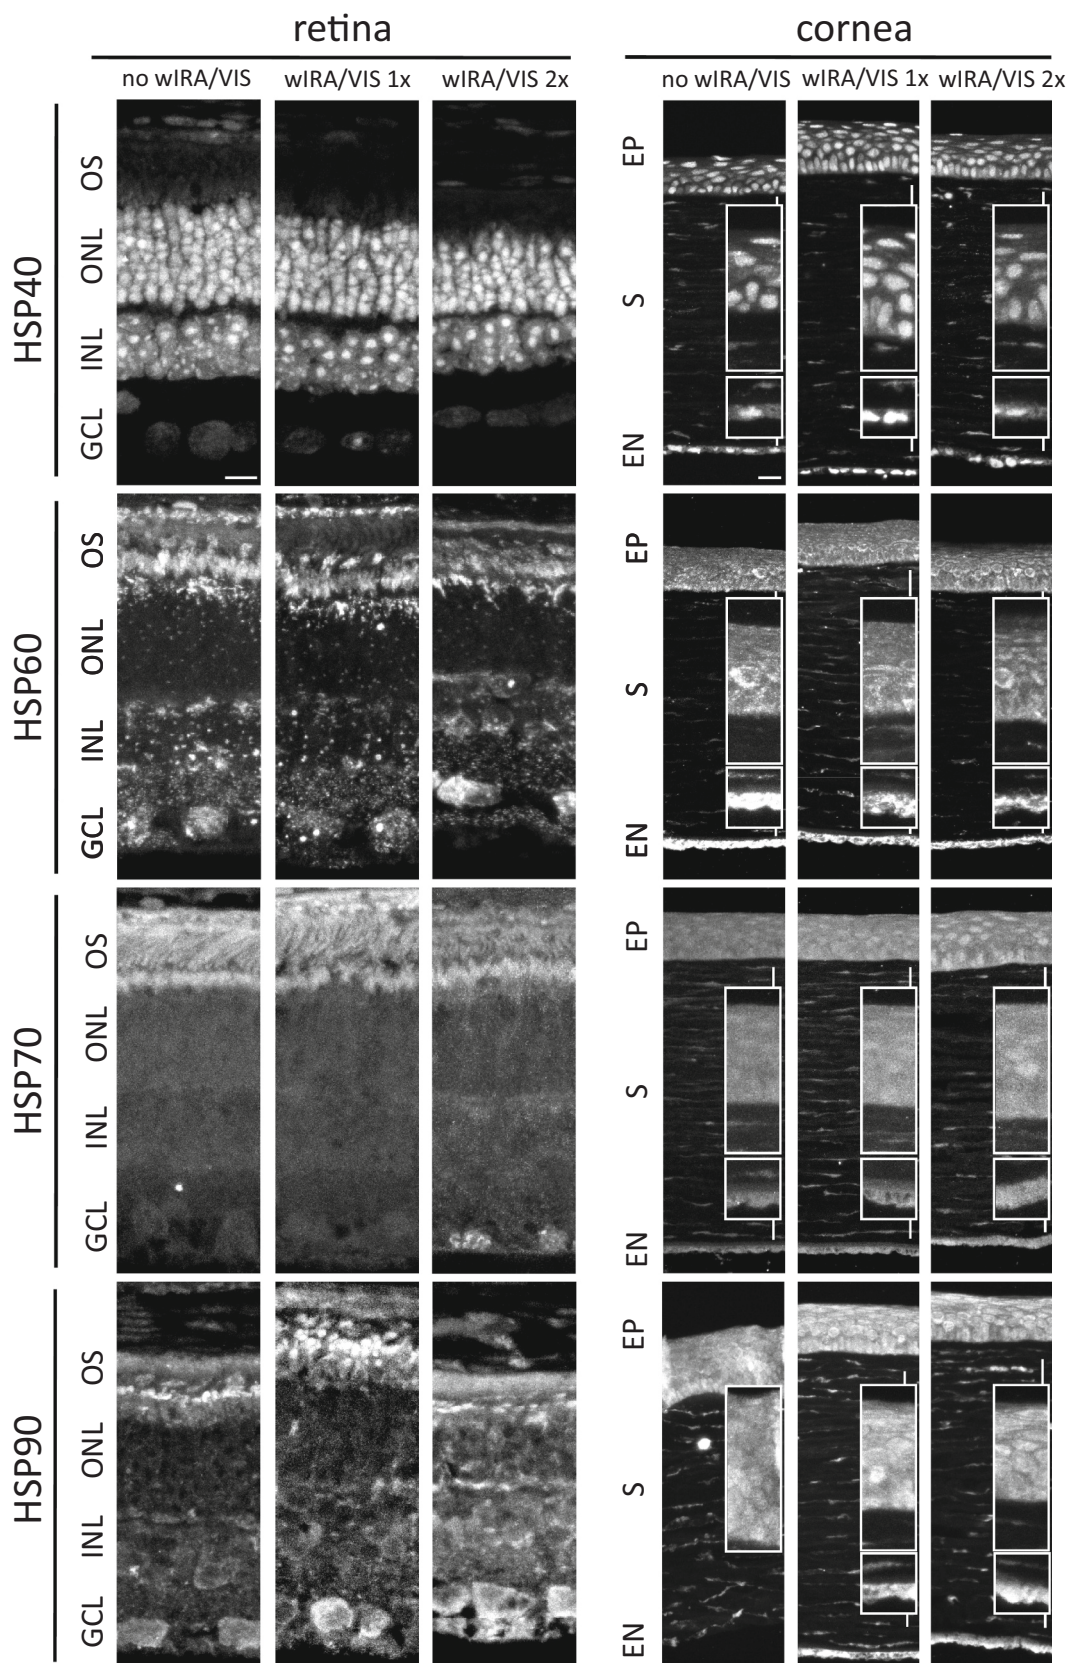 retina
cornea
no wIRA/VIS
wIRA/VIS 1x
wIRA/VIS 2x
no wIRA/VIS
wIRA/VIS 1x
wIRA/VIS 2x
HSP40
OS
ONL
INL
GCL
EP
S
EN
HSP60
OS
ONL
INL
GCL
EP
S
EN
HSP70
OS
ONL
INL
GCL
EP
S
EN
HSP90
OS
ONL
INL
GCL
EP
S
EN